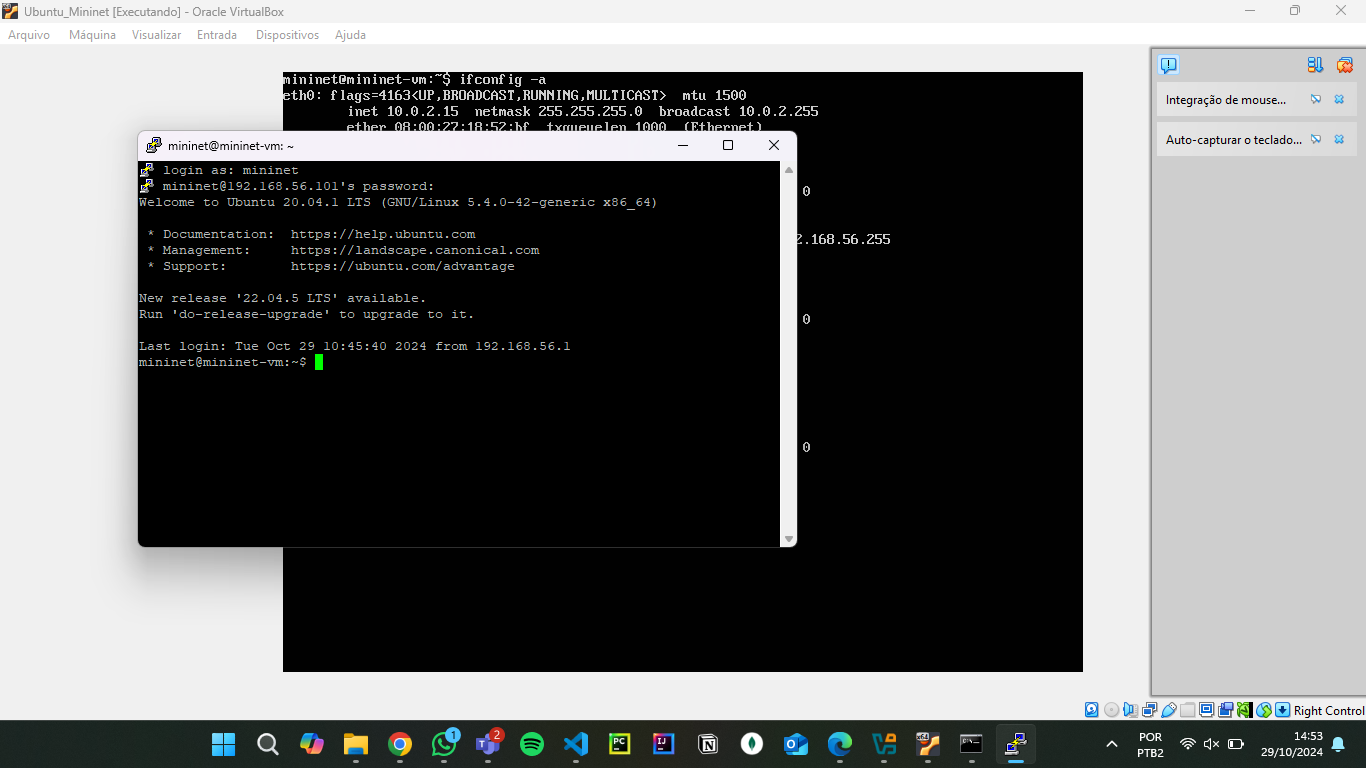 Ubuntu_Mininet [Executando] - Oracle VirtualBox
Arquivo Máquina Visualizar Entrada Dispositivos Ajuda
mininet@mininet-vm:~$ ifconfig -a
eth0: flags=4163<UP,BROADCAST,RUNNING,MULTICAST>  mtu 1500
inet 10.0.2.15  netmask 255.255.255.0  broadcast 10.0.2.255
ether 08:00:27:18:52:bf  txqueuelen 1000  (Ethernet)
0
2.168.56.255
0
0
mininet@mininet-vm: ~
login as: mininet
mininet@192.168.56.101's password:
Welcome to Ubuntu 20.04.1 LTS (GNU/Linux 5.4.0-42-generic x86_64)
* Documentation:  https://help.ubuntu.com
* Management:     https://landscape.canonical.com
* Support:        https://ubuntu.com/advantage
New release '22.04.5 LTS' available.
Run 'do-release-upgrade' to upgrade to it.
Last login: Tue Oct 29 10:45:40 2024 from 192.168.56.1
mininet@mininet-vm:~$
Integração de mouse...
Auto-capturar o teclado...
Right Control
1
2
PC
IJ
POR
PTB2
14:53
29/10/2024